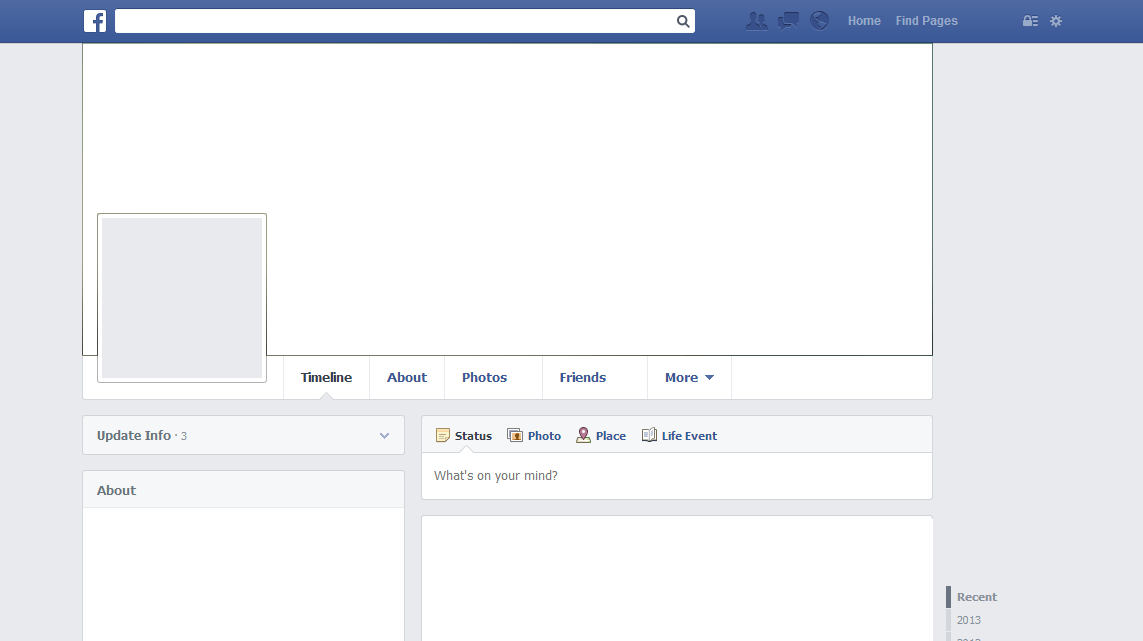 f
Home Find Pages
Timeline About Photos Friends More
Update Info · 3
Status Photo Place Life Event
What's on your mind?
About
Recent
2013